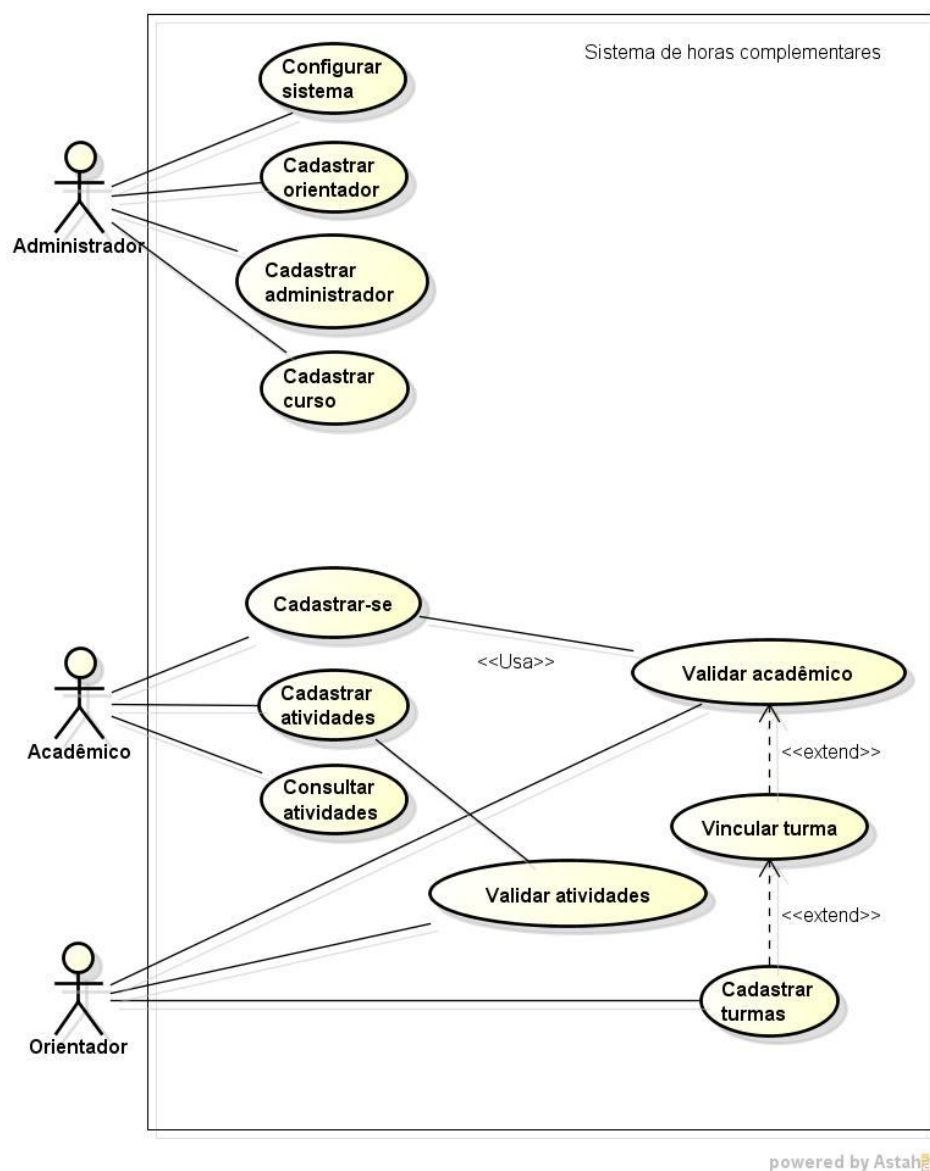 Sistema de horas complementares
Configurar
sistema
Cadastrar
orientador
Administrador
Cadastrar
administrador
Cadastrar
curso
Cadastrar-se
<<Usa>>
Validar acadêmico
Cadastrar
atividades
Acadêmico
<<extend>>
Consultar
atividades
Vincular turma
Validar atividades
<<extend>>
Cadastrar
turmas
Orientador
powered by Astah